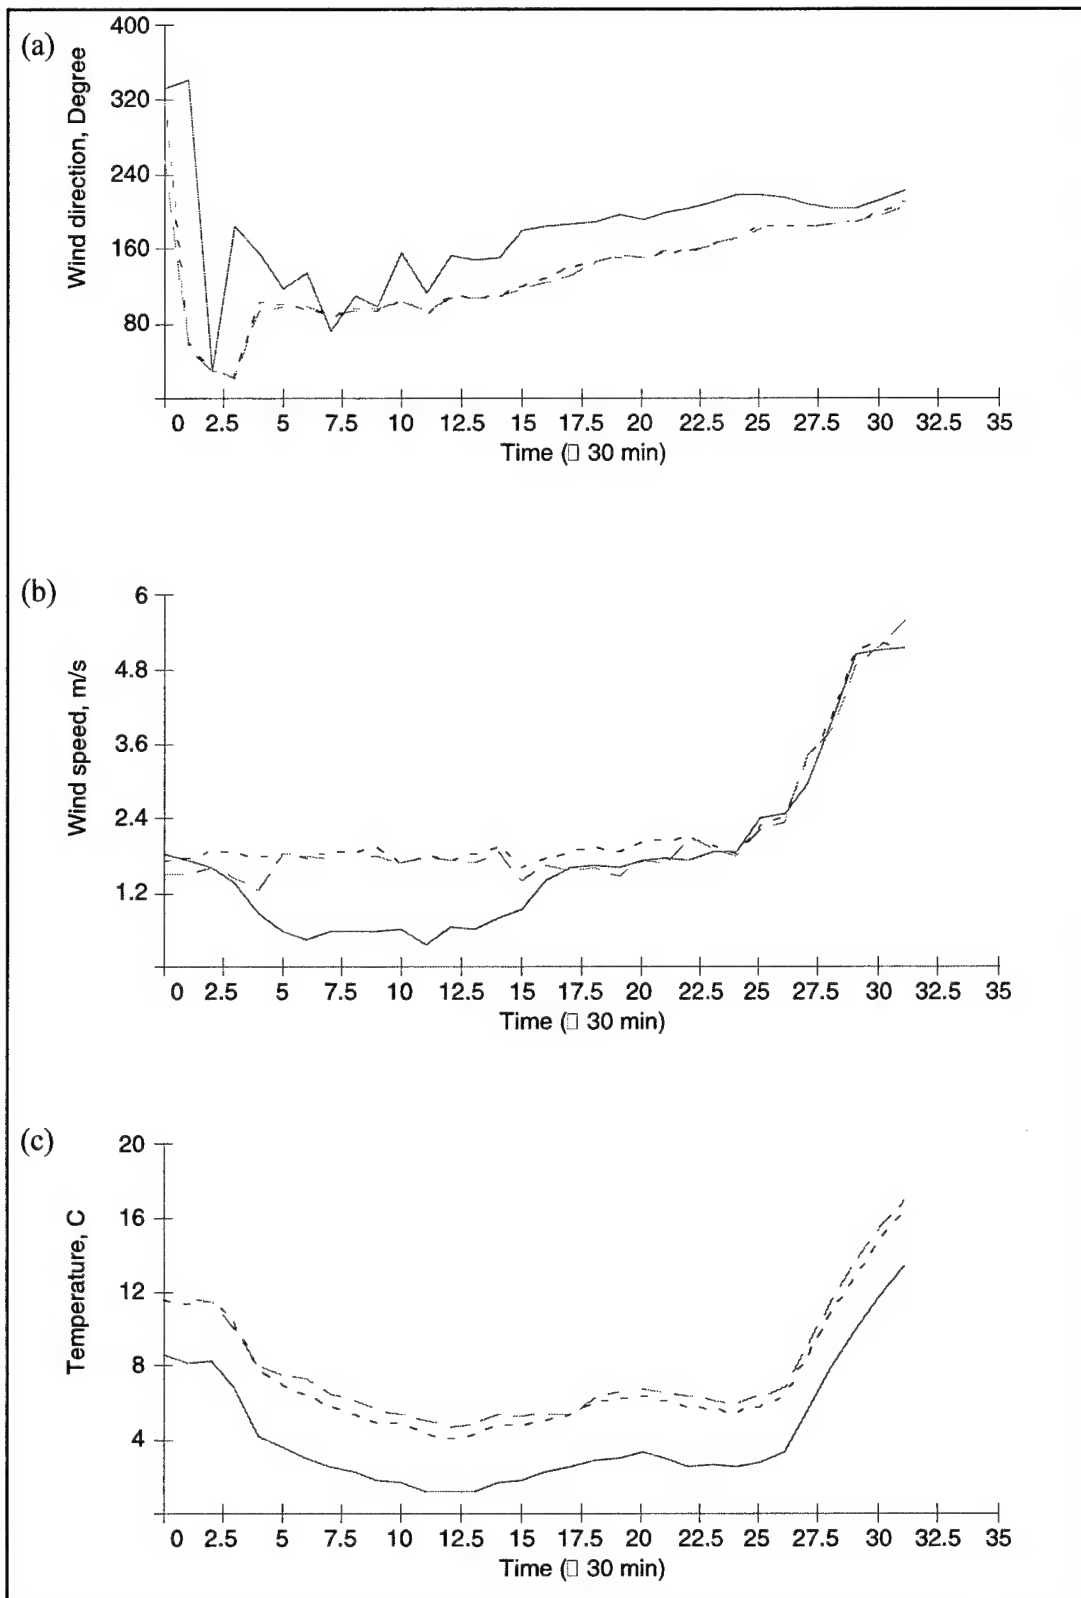 (a)
Wind direction, Degree
400
320
240
160
80
0 2.5 5 7.5 10 12.5 15 17.5 20 22.5 25 27.5 30 32.5 35
Time (▯ 30 min)
(b)
Wind speed, m/s
6
4.8
3.6
2.4
1.2
0 2.5 5 7.5 10 12.5 15 17.5 20 22.5 25 27.5 30 32.5 35
Time (▯ 30 min)
(c)
Temperature, C
20
16
12
8
4
0 2.5 5 7.5 10 12.5 15 17.5 20 22.5 25 27.5 30 32.5 35
Time (▯ 30 min)